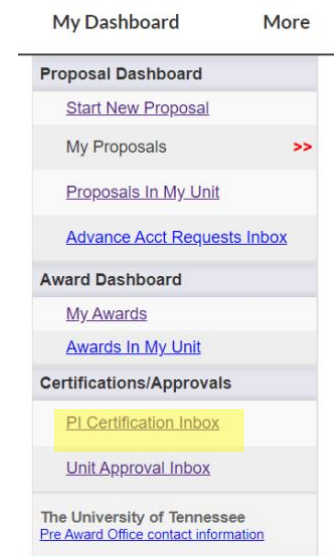 My Dashboard More
Proposal Dashboard
Start New Proposal
My Proposals >>
Proposals In My Unit
Advance Acct Requests Inbox
Award Dashboard
My Awards
Awards In My Unit
Certifications/Approvals
PI Certification Inbox
Unit Approval Inbox
The University of Tennessee
Pre Award Office contact information